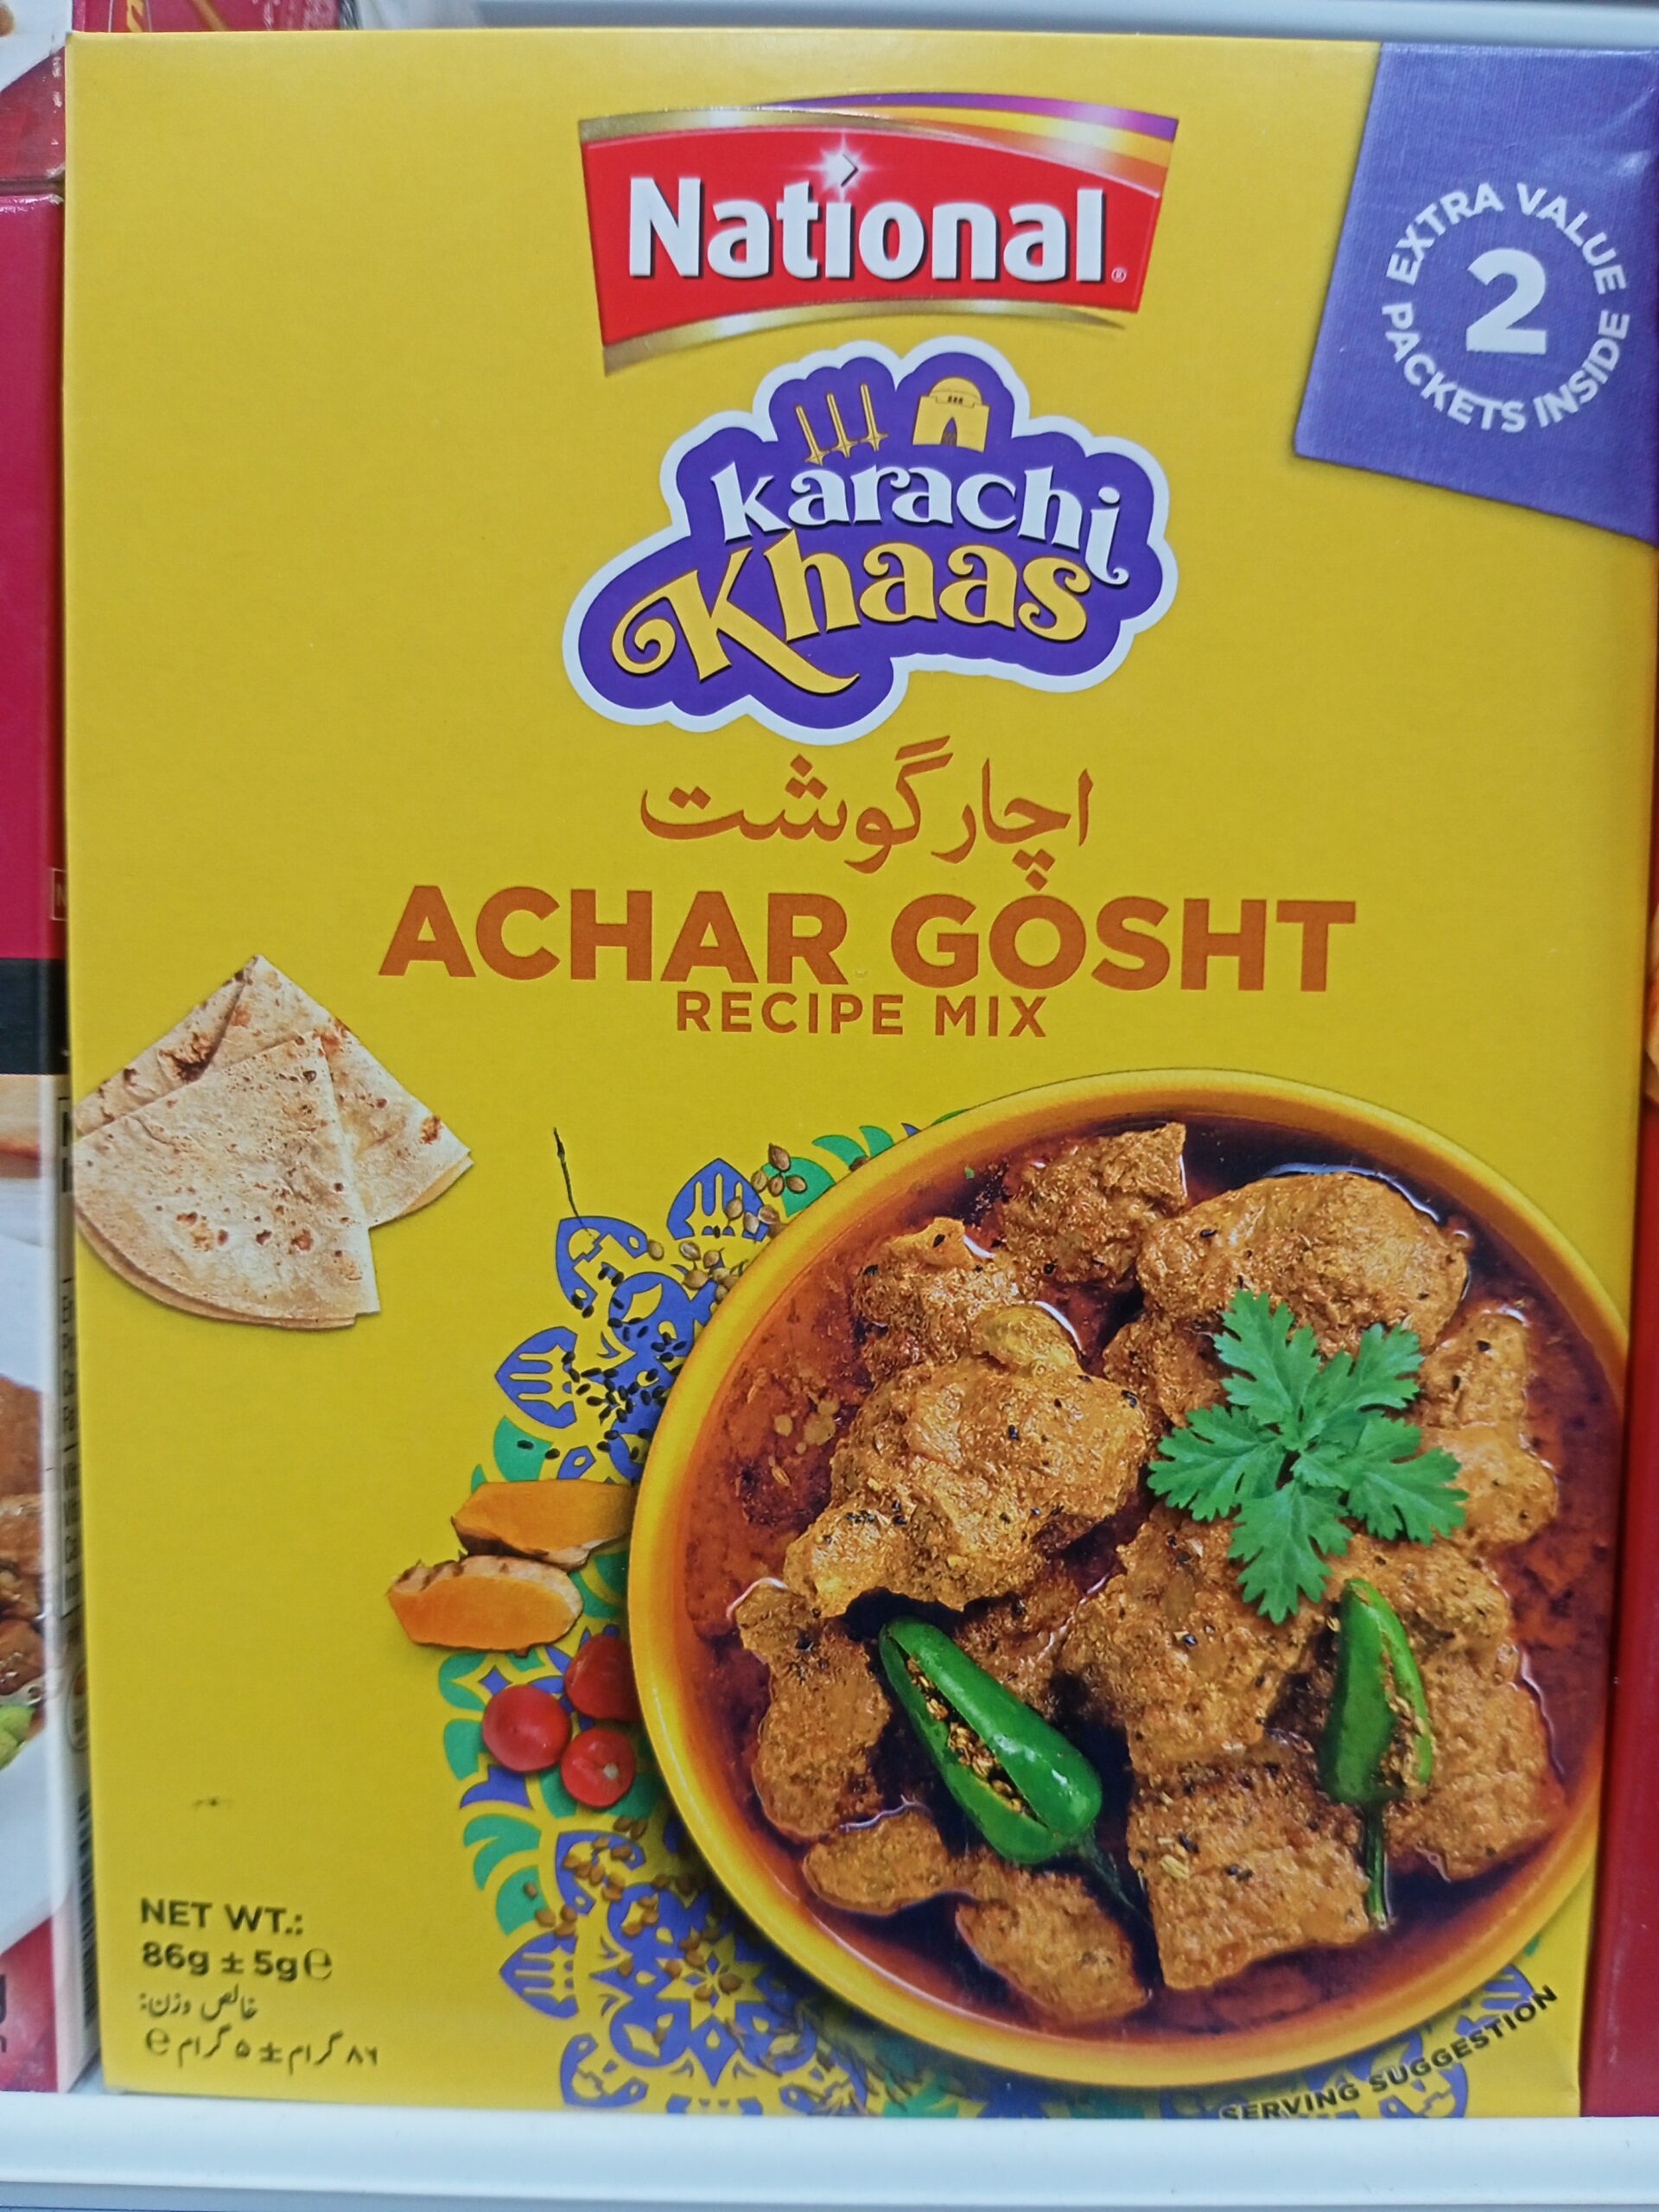 National®
EXTRA VALUE
2
PACKETS INSIDE
karachi
Khaas
اچار گوشت
ACHAR GOSHT
RECIPE MIX
NET WT.:
86g ± 5g ℮
خالص وزن:
۸۶ گرام ± ۵ گرام ℮
SERVING SUGGESTION